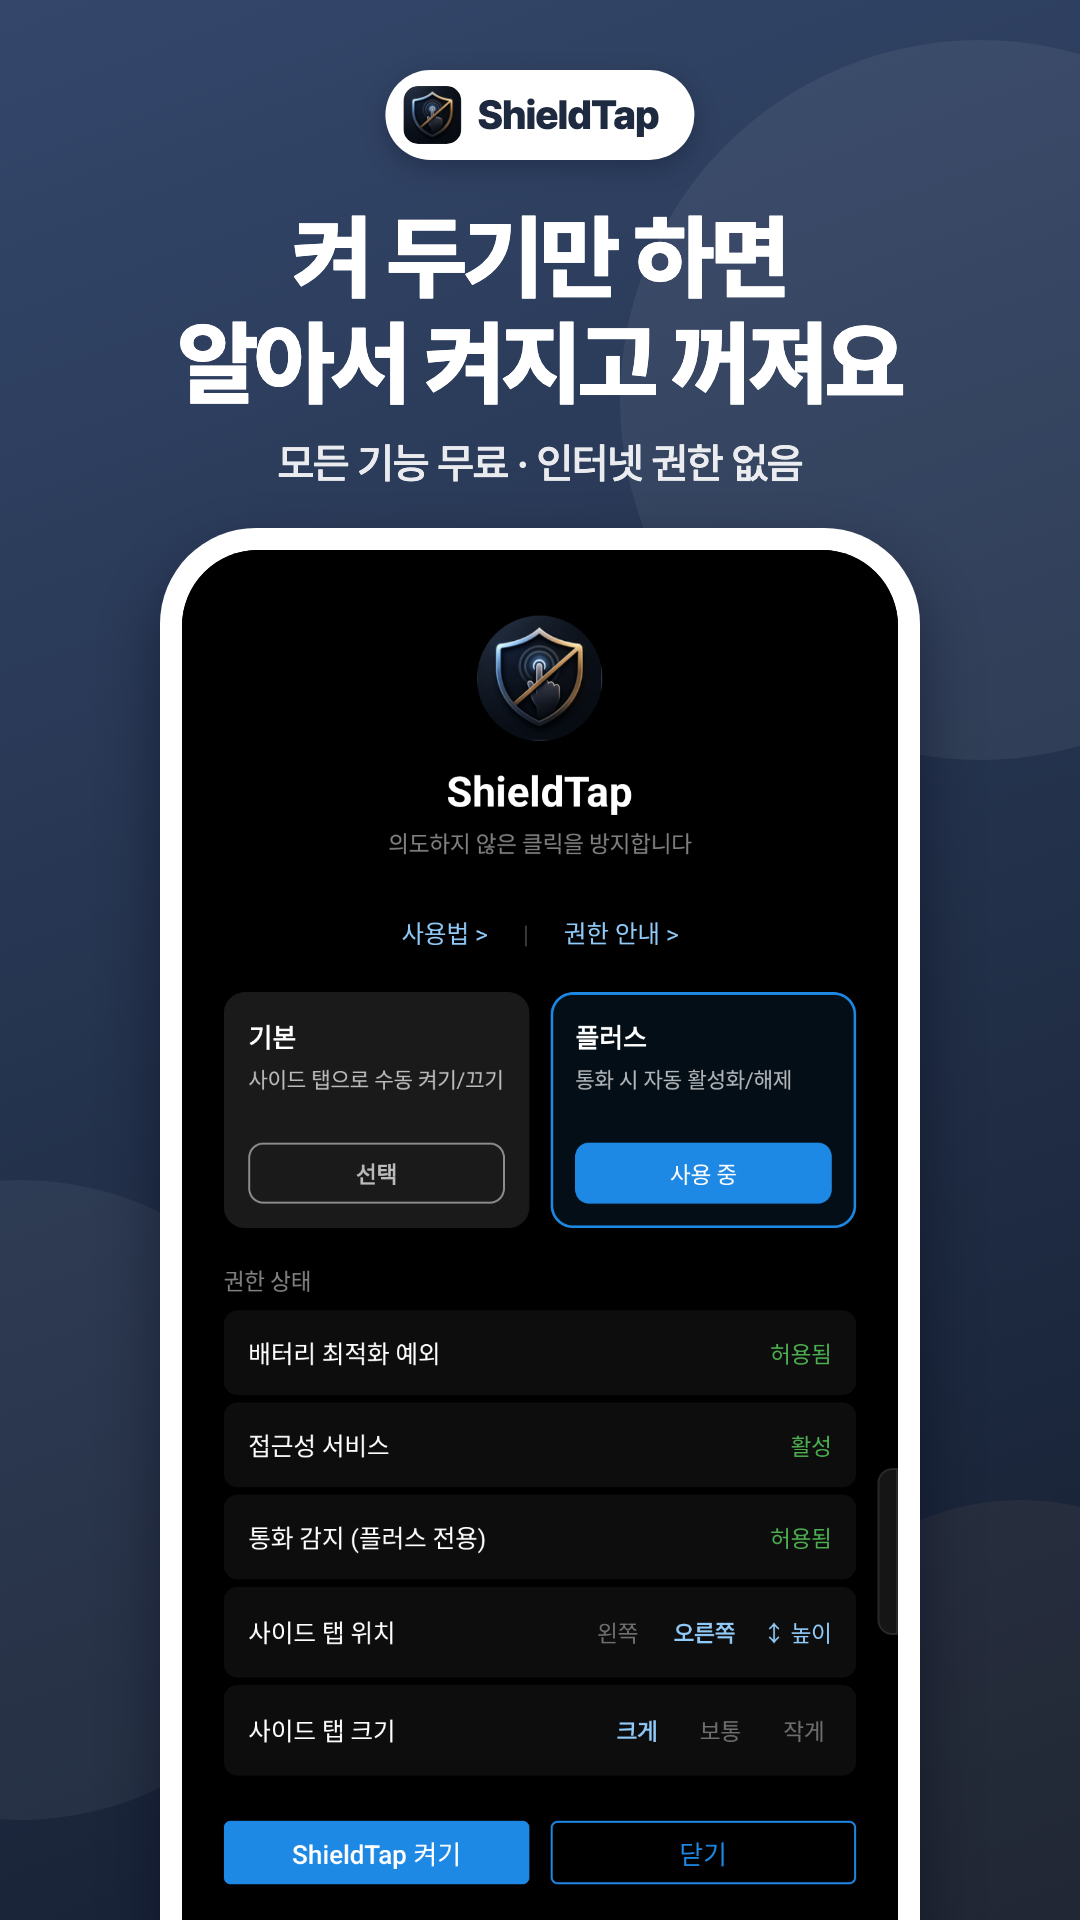 ShieldTap
켜 두기만 하면
알아서 켜지고 꺼져요
모든 기능 무료 · 인터넷 권한 없음
ShieldTap
의도하지 않은 클릭을 방지합니다
사용법 > | 권한 안내 >
기본
사이드 탭으로 수동 켜기/끄기
선택
플러스
통화 시 자동 활성화/해제
사용 중
권한 상태
배터리 최적화 예외 허용됨
접근성 서비스 활성
통화 감지 (플러스 전용) 허용됨
사이드 탭 위치 왼쪽 오른쪽 ↕ 높이
사이드 탭 크기 크게 보통 작게
ShieldTap 켜기 닫기